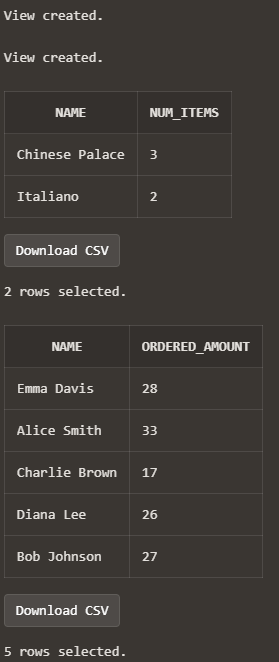 View created.
View created.
NAME NUM_ITEMS
Chinese Palace 3
Italiano 2
Download CSV
2 rows selected.
NAME ORDERED_AMOUNT
Emma Davis 28
Alice Smith 33
Charlie Brown 17
Diana Lee 26
Bob Johnson 27
Download CSV
5 rows selected.